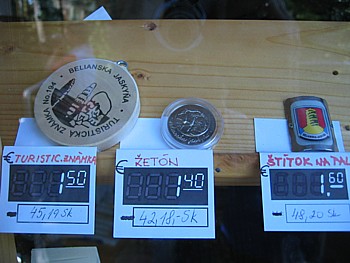 BELIANSKA JASKYŇA
TURISTICKÁ ZNÁMKA No.194
€ TURISTIC.ZNÁMKA
1 50
45,19 Sk
€ ŽETÓN
1 40
42,18,-Sk
€ ŠTÍTOK NA PAL
1. 60
48,20 Sk